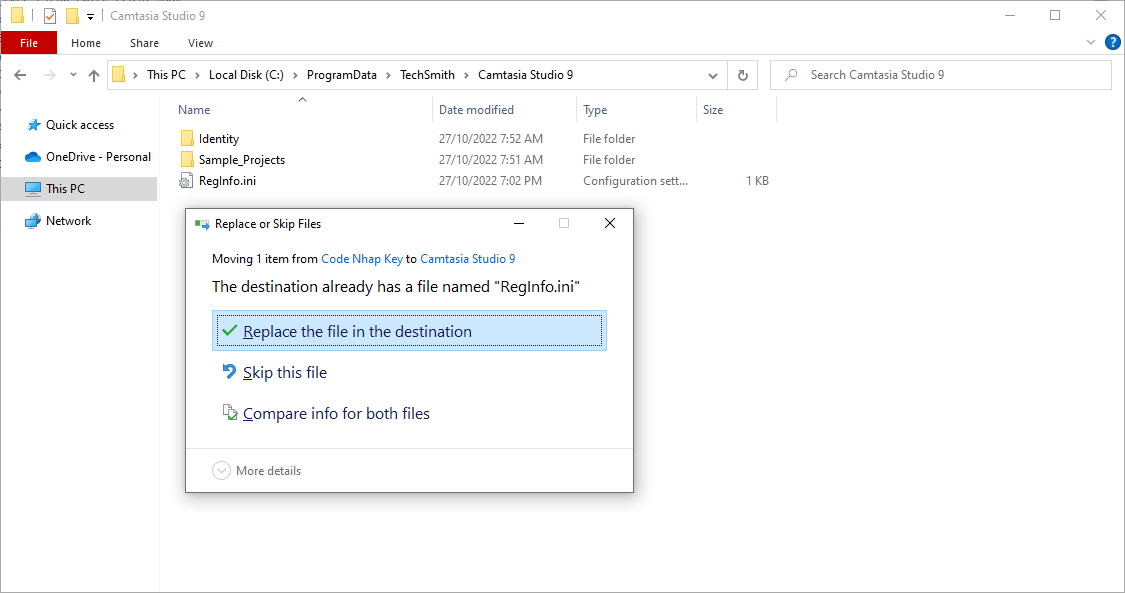 Camtasia Studio 9
File Home Share View
This PC Local Disk (C:) ProgramData TechSmith Camtasia Studio 9
Search Camtasia Studio 9
Name Date modified Type Size
Quick access
OneDrive - Personal
This PC
Network
Identity 27/10/2022 7:52 AM File folder
Sample_Projects 27/10/2022 7:51 AM File folder
RegInfo.ini 27/10/2022 7:02 PM Configuration sett... 1 KB
Replace or Skip Files
Moving 1 item from Code Nhap Key to Camtasia Studio 9
The destination already has a file named "RegInfo.ini"
Replace the file in the destination
Skip this file
Compare info for both files
More details